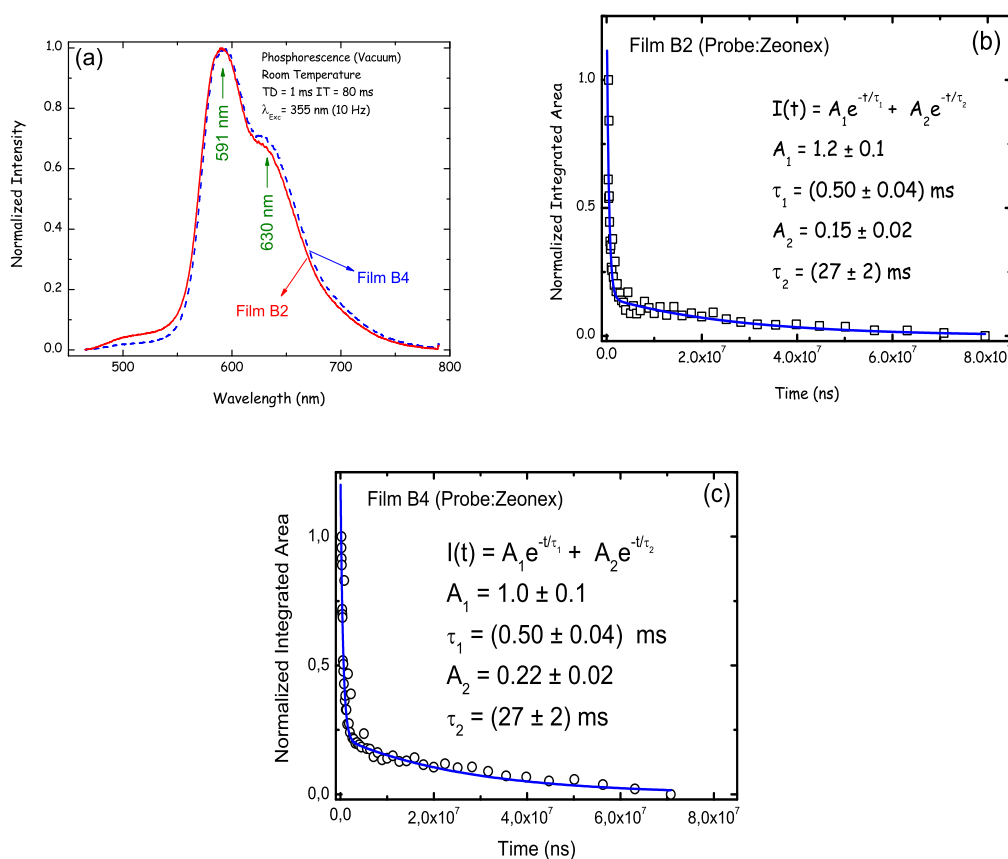 (a)
Phosphorescence (Vacuum)
Room Temperature
TD = 1 ms IT = 80 ms
λExc= 355 nm (10 Hz)
591 nm
630 nm
Film B4
Film B2
Normalized Intensity
1.0
0.8
0.6
0.4
0.2
0.0
500 600 700 800
Wavelength (nm)
(b)
Film B2 (Probe:Zeonex)
I(t) = A₁e^-t/τ₁ + A₂e^-t/τ₂
A₁ = 1.2 ± 0.1
τ₁ = (0.50 ± 0.04) ms
A₂ = 0.15 ± 0.02
τ₂ = (27 ± 2) ms
Normalized Integrated Area
1.0
0.5
0.0
0.0 2.0x10⁷ 4.0x10⁷ 6.0x10⁷ 8.0x10⁷
Time (ns)
(c)
Film B4 (Probe:Zeonex)
I(t) = A₁e^-t/τ₁ + A₂e^-t/τ₂
A₁ = 1.0 ± 0.1
τ₁ = (0.50 ± 0.04) ms
A₂ = 0.22 ± 0.02
τ₂ = (27 ± 2) ms
Normalized Integrated Area
1,0
0,5
0,0
0,0 2,0x10⁷ 4,0x10⁷ 6,0x10⁷ 8,0x10⁷
Time (ns)